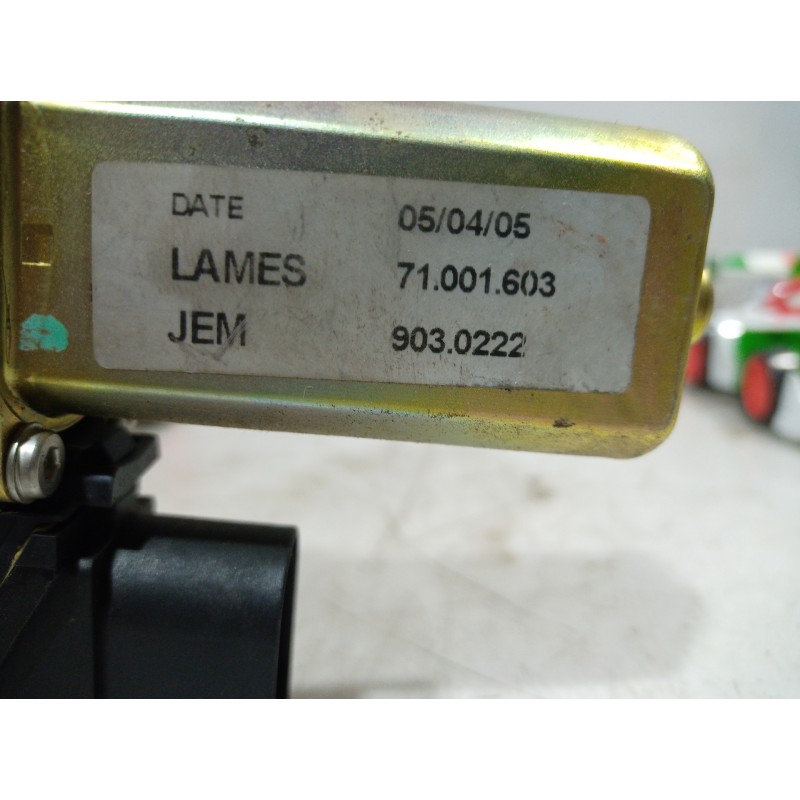 DATE 05/04/05
LAMES 71.001.603
JEM 903.0222